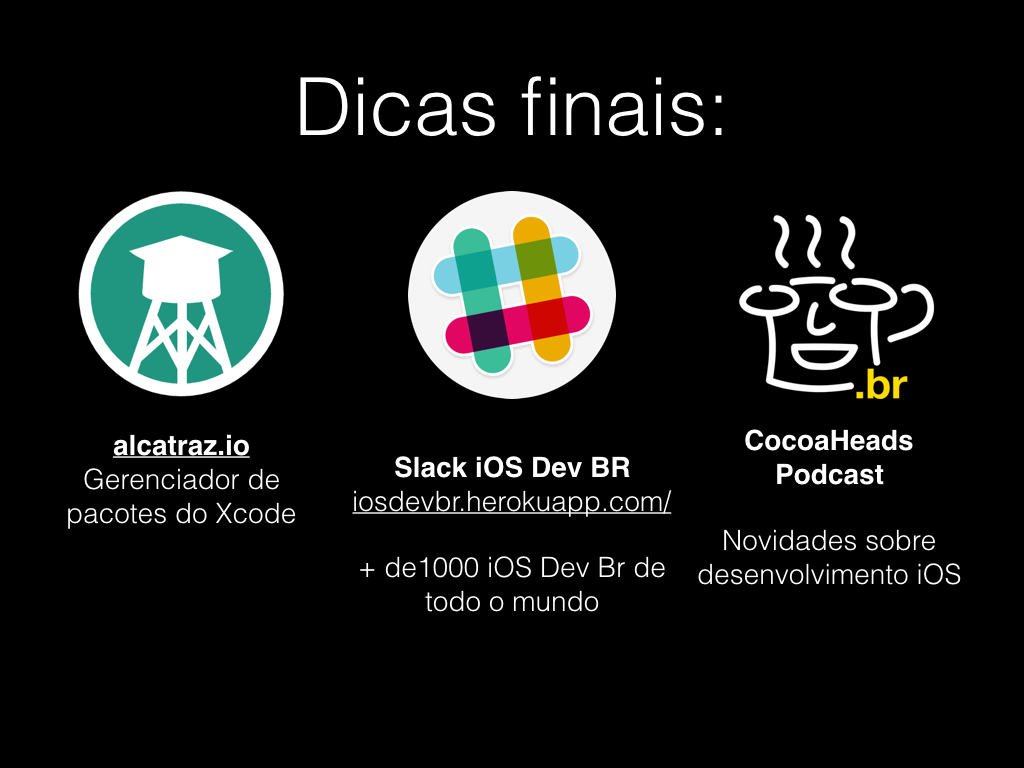 Dicas finais:
alcatraz.io
Gerenciador de
pacotes do Xcode
Slack iOS Dev BR
iosdevbr.herokuapp.com/
+ de1000 iOS Dev Br de
todo o mundo
.br
CocoaHeads
Podcast
Novidades sobre
desenvolvimento iOS